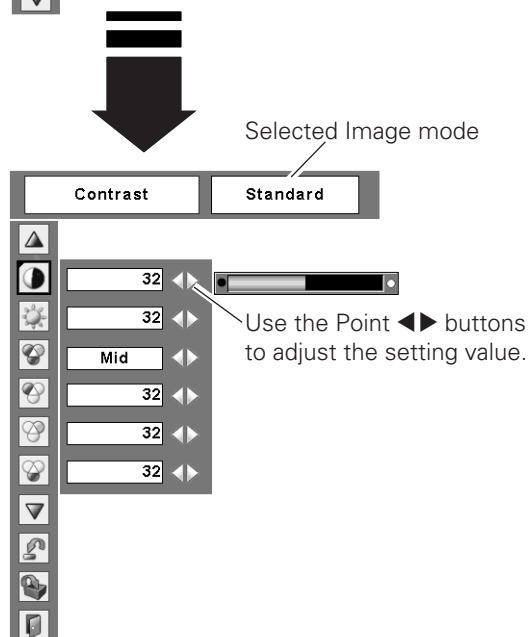 Selected Image mode
Contrast Standard
32
32
Use the Point ◀▶ buttons
to adjust the setting value.
Mid
32
32
32